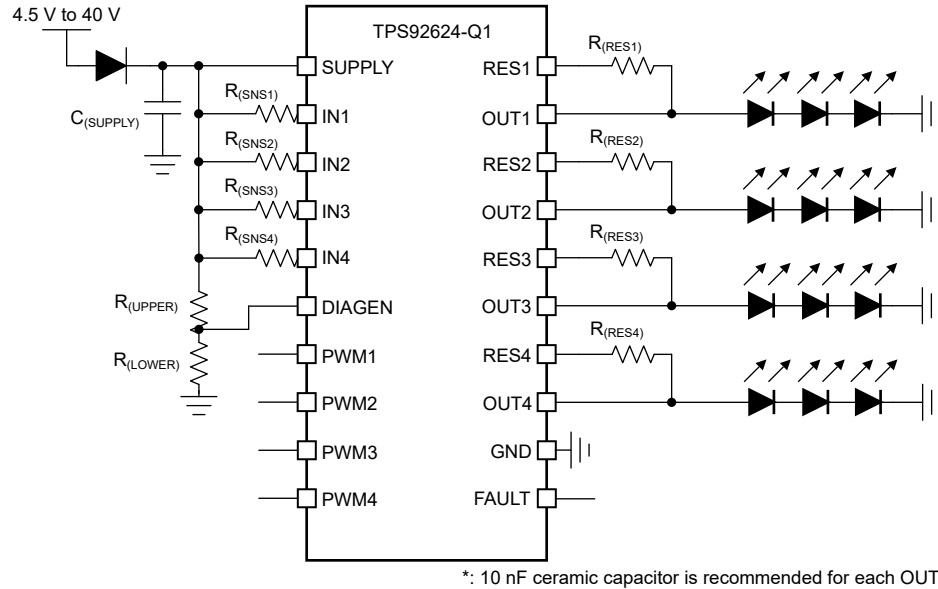 4.5 V to 40 V
TPS92624-Q1
C(SUPPLY)
R(SNS1)
R(SNS2)
R(SNS3)
R(SNS4)
R(UPPER)
R(LOWER)
SUPPLY
IN1
IN2
IN3
IN4
DIAGEN
PWM1
PWM2
PWM3
PWM4
RES1
OUT1
RES2
OUT2
RES3
OUT3
RES4
OUT4
GND
FAULT
R(RES1)
R(RES2)
R(RES3)
R(RES4)
*: 10 nF ceramic capacitor is recommended for each OUT